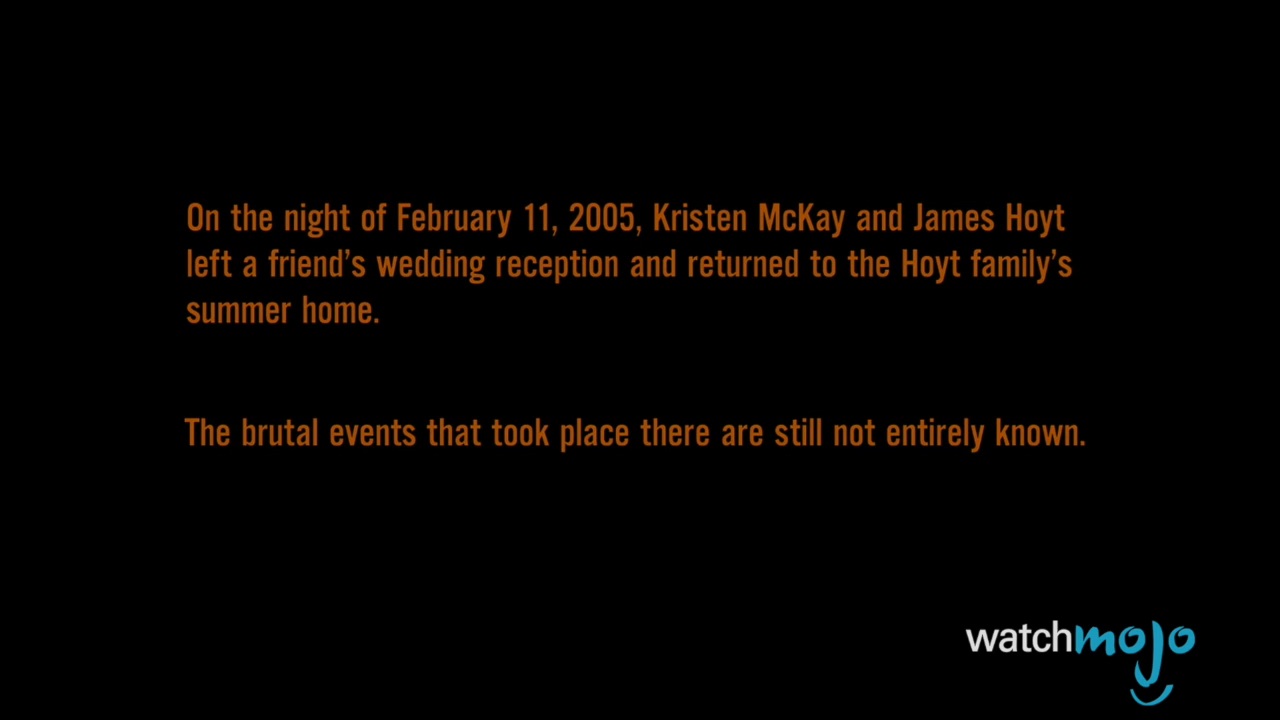 On the night of February 11, 2005, Kristen McKay and James Hoyt
left a friend’s wedding reception and returned to the Hoyt family’s
summer home.
The brutal events that took place there are still not entirely known.
watchmojo